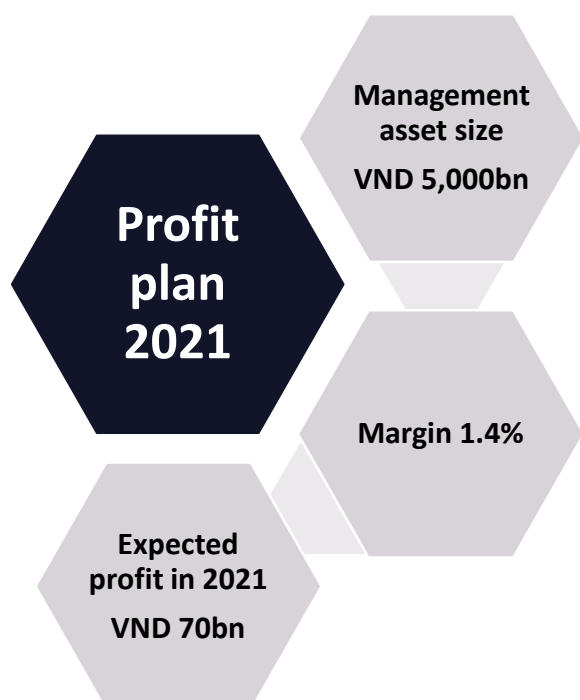 Profit
plan
2021
Management
asset size
VND 5,000bn
Margin 1.4%
Expected
profit in 2021
VND 70bn